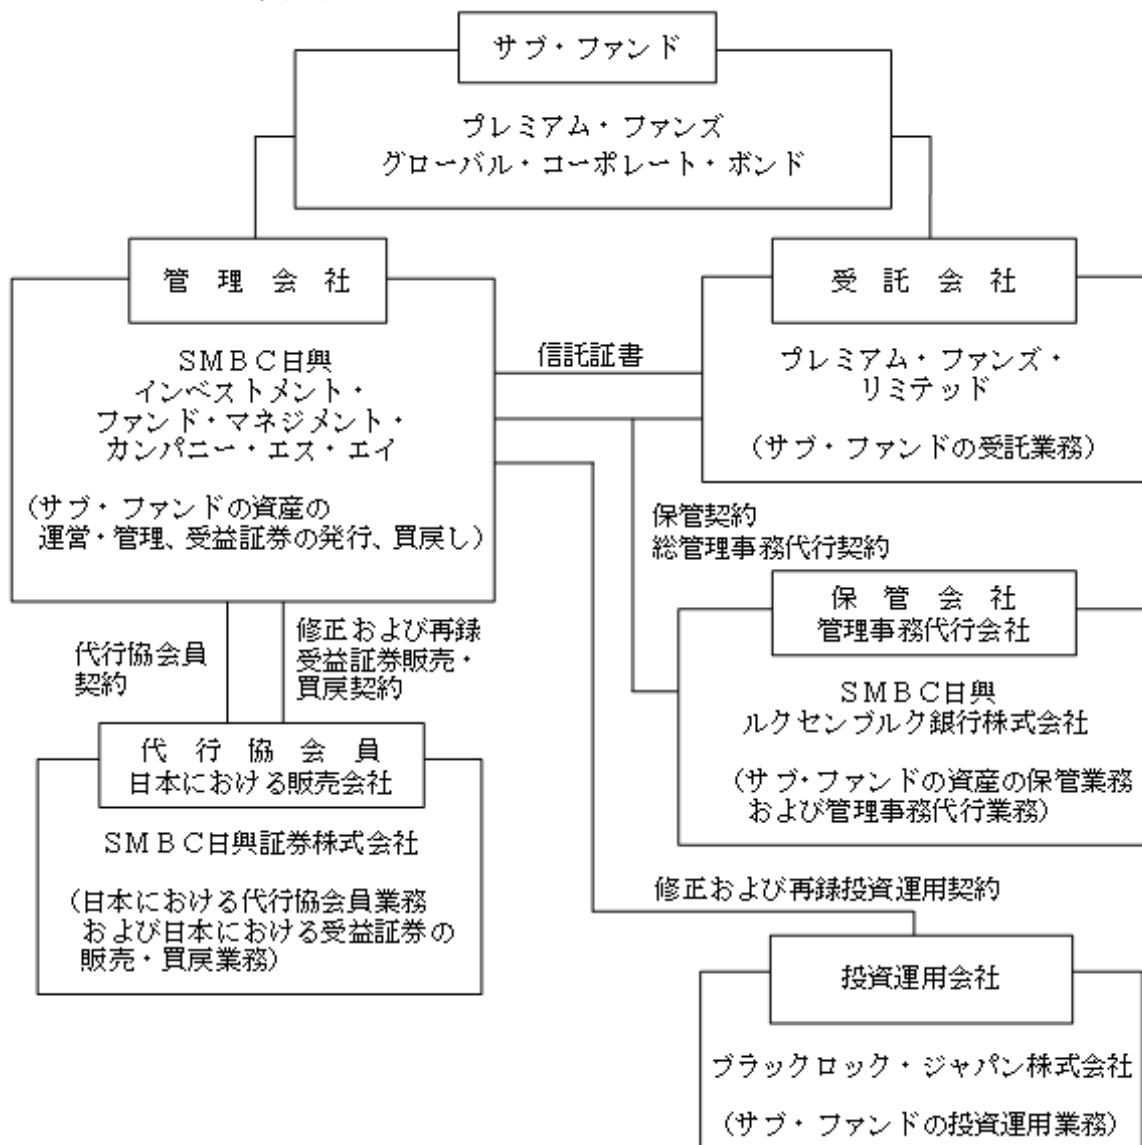 サブ・ファンド
プレミアム・ファンズ
グローバル・コーポレート・ボンド
管 理 会 社
SMBC日興
インベストメント・
ファンド・マネジメント・
カンパニー・エス・エイ
(サブ・ファンドの資産の
運営・管理、受益証券の発行、買戻し)
信託証書
受 託 会 社
プレミアム・ファンズ・
リミテッド
(サブ・ファンドの受託業務)
保管契約
総管理事務代行契約
保 管 会 社
管理事務代行会社
SMBC日興
ルクセンブルク銀行株式会社
(サブ・ファンドの資産の保管業務
および管理事務代行業務)
代行協会員
契約
修正および再録
受益証券販売・
買戻契約
代 行 協 会 員
日本における販売会社
SMBC日興証券株式会社
(日本における代行協会員業務
および日本における受益証券の
販売・買戻業務)
修正および再録投資運用契約
投資運用会社
ブラックロック・ジャパン株式会社
(サブ・ファンドの投資運用業務)